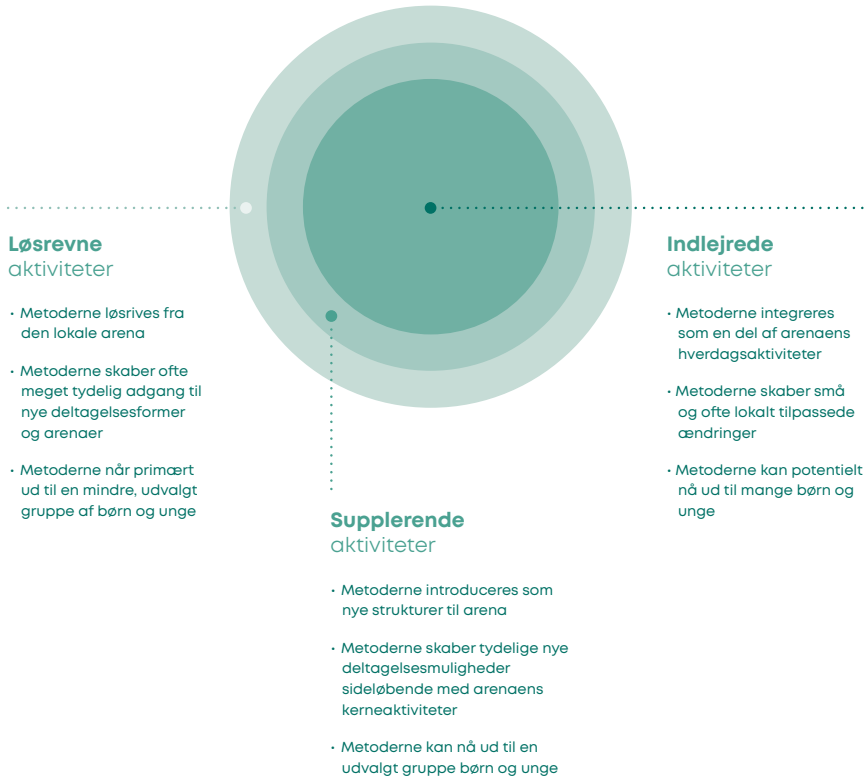 Løsrevne
aktiviteter
· Metoderne løsrives fra
den lokale arena
· Metoderne skaber ofte
meget tydelig adgang til
nye deltagelsesformer
og arenaer
· Metoderne når primært
ud til en mindre, udvalgt
gruppe af børn og unge
Supplerende
aktiviteter
· Metoderne introduceres som
nye strukturer til arena
· Metoderne skaber tydelige nye
deltagelsesmuligheder
sideløbende med arenaens
kerneaktiviteter
· Metoderne kan nå ud til en
udvalgt gruppe børn og unge
Indlejrede
aktiviteter
· Metoderne integreres
som en del af arenaens
hverdagsaktiviteter
· Metoderne skaber små
og ofte lokalt tilpassede
ændringer
· Metoderne kan potentielt
nå ud til mange børn og
unge